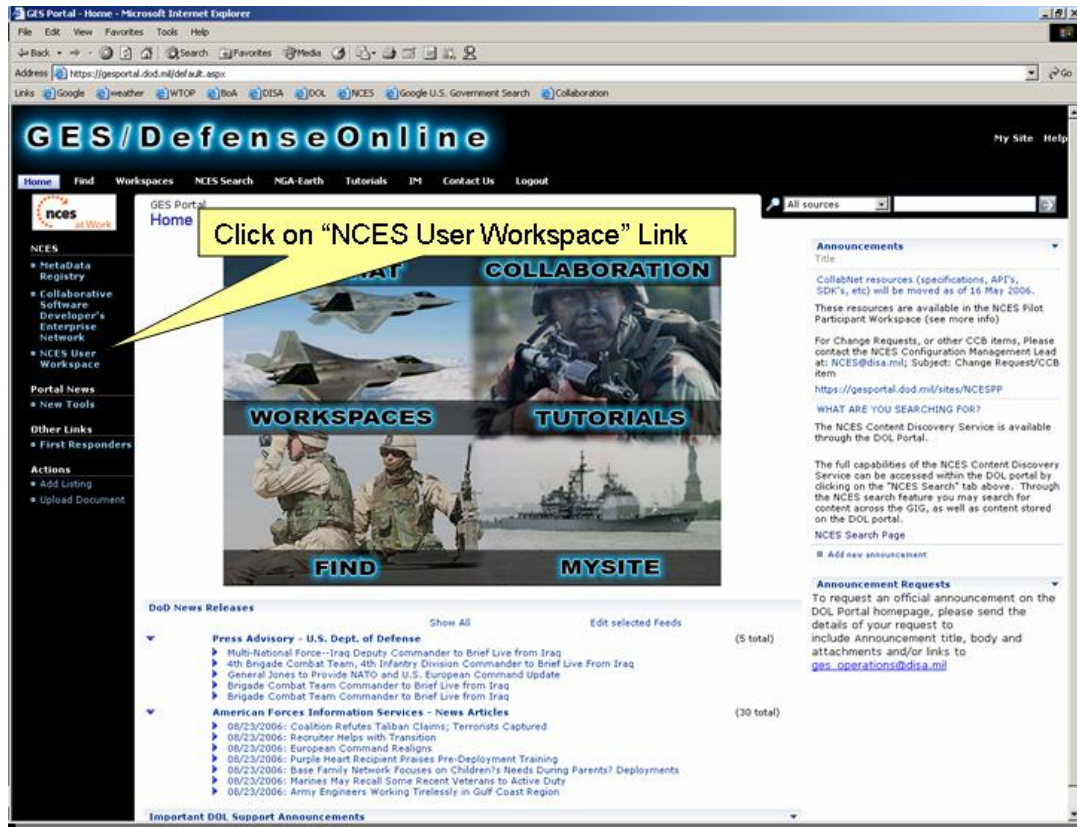 GES Portal - Home - Microsoft Internet Explorer
File Edit View Favorites Tools Help
Back Search Favorites Media
Address https://gesportal.dod.mil/default.aspx Go
Links Google weather WTOP BoA DISA DOL NCES Google U.S. Government Search Collaboration
GES/DefenseOnline
My Site Help
Home Find Workspaces NCES Search NGA-Earth Tutorials IM Contact Us Logout
nces
at Work
GES Portal
Home
All sources
Click on “NCES User Workspace” Link
NCES
MetaData
Registry
Collaborative
Software
Developer's
Enterprise
Network
NCES User
Workspace
Portal News
New Tools
Other Links
First Responders
Actions
Add Listing
Upload Document
COLLABORATION
WORKSPACES
TUTORIALS
FIND
MYSITE
Announcements
Title
CollabNet resources (specifications, API's,
SDK's, etc) will be moved as of 16 May 2006.
These resources are available in the NCES Pilot
Participant Workspace (see more info)
For Change Requests, or other CCB items, Please
contact the NCES Configuration Management Lead
at: NCES@disa.mil; Subject: Change Request/CCB
item
https://gesportal.dod.mil/sites/NCESPP
WHAT ARE YOU SEARCHING FOR?
The NCES Content Discovery Service is available
through the DOL Portal.
The full capabilities of the NCES Content Discovery
Service can be accessed within the DOL portal by
clicking on the "NCES Search" tab above. Through
the NCES search feature you may search for
content across the GIG, as well as content stored
on the DOL portal.
NCES Search Page
Add new announcement
Announcement Requests
To request an official announcement on the
DOL Portal homepage, please send the
details of your request to
include Announcement title, body and
attachments and/or links to
ges_operations@disa.mil
DoD News Releases
Show All Edit selected Feeds
Press Advisory - U.S. Dept. of Defense (5 total)
Multi-National Force--Iraq Deputy Commander to Brief Live from Iraq
4th Brigade Combat Team, 4th Infantry Division Commander to Brief Live From Iraq
General Jones to Provide NATO and U.S. European Command Update
Brigade Combat Team Commander to Brief Live from Iraq
Brigade Combat Team Commander to Brief Live from Iraq
American Forces Information Services - News Articles (30 total)
08/23/2006: Coalition Refutes Taliban Claims; Terrorists Captured
08/23/2006: Recruiter Helps with Transition
08/23/2006: European Command Realigns
08/23/2006: Purple Heart Recipient Praises Pre-Deployment Training
08/23/2006: Base Family Network Focuses on Children?s Needs During Parents? Deployments
08/23/2006: Marines May Recall Some Recent Veterans to Active Duty
08/23/2006: Army Engineers Working Tirelessly in Gulf Coast Region
Important DOL Support Announcements